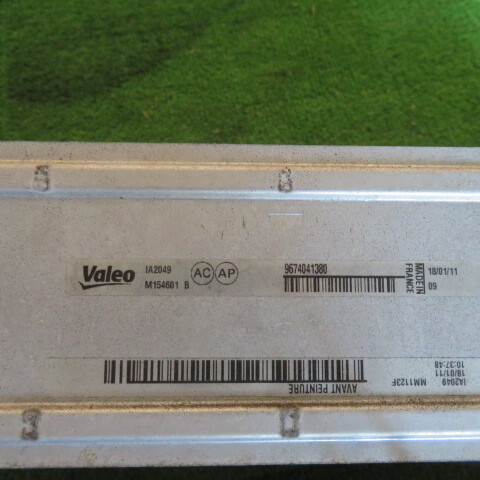 Valeo
IA2049
M154601 B
AC AP
9674041380
MADE IN
FRANCE
18/01/11
09
AVANT PEINTURE
IA2049 MM1123F
18/01/11
10:37:48